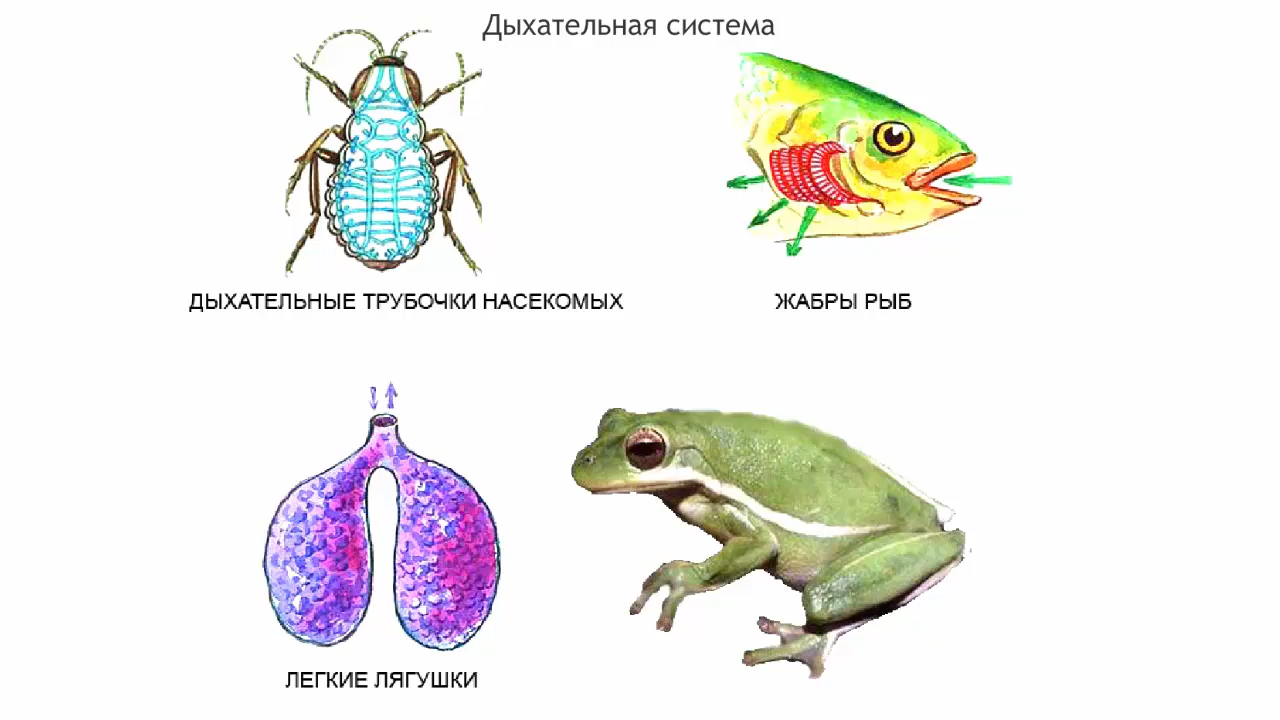 Дыхательная система
ДЫХАТЕЛЬНЫЕ ТРУБОЧКИ НАСЕКОМЫХ
ЖАБРЫ РЫБ
ЛЕГКИЕ ЛЯГУШКИ